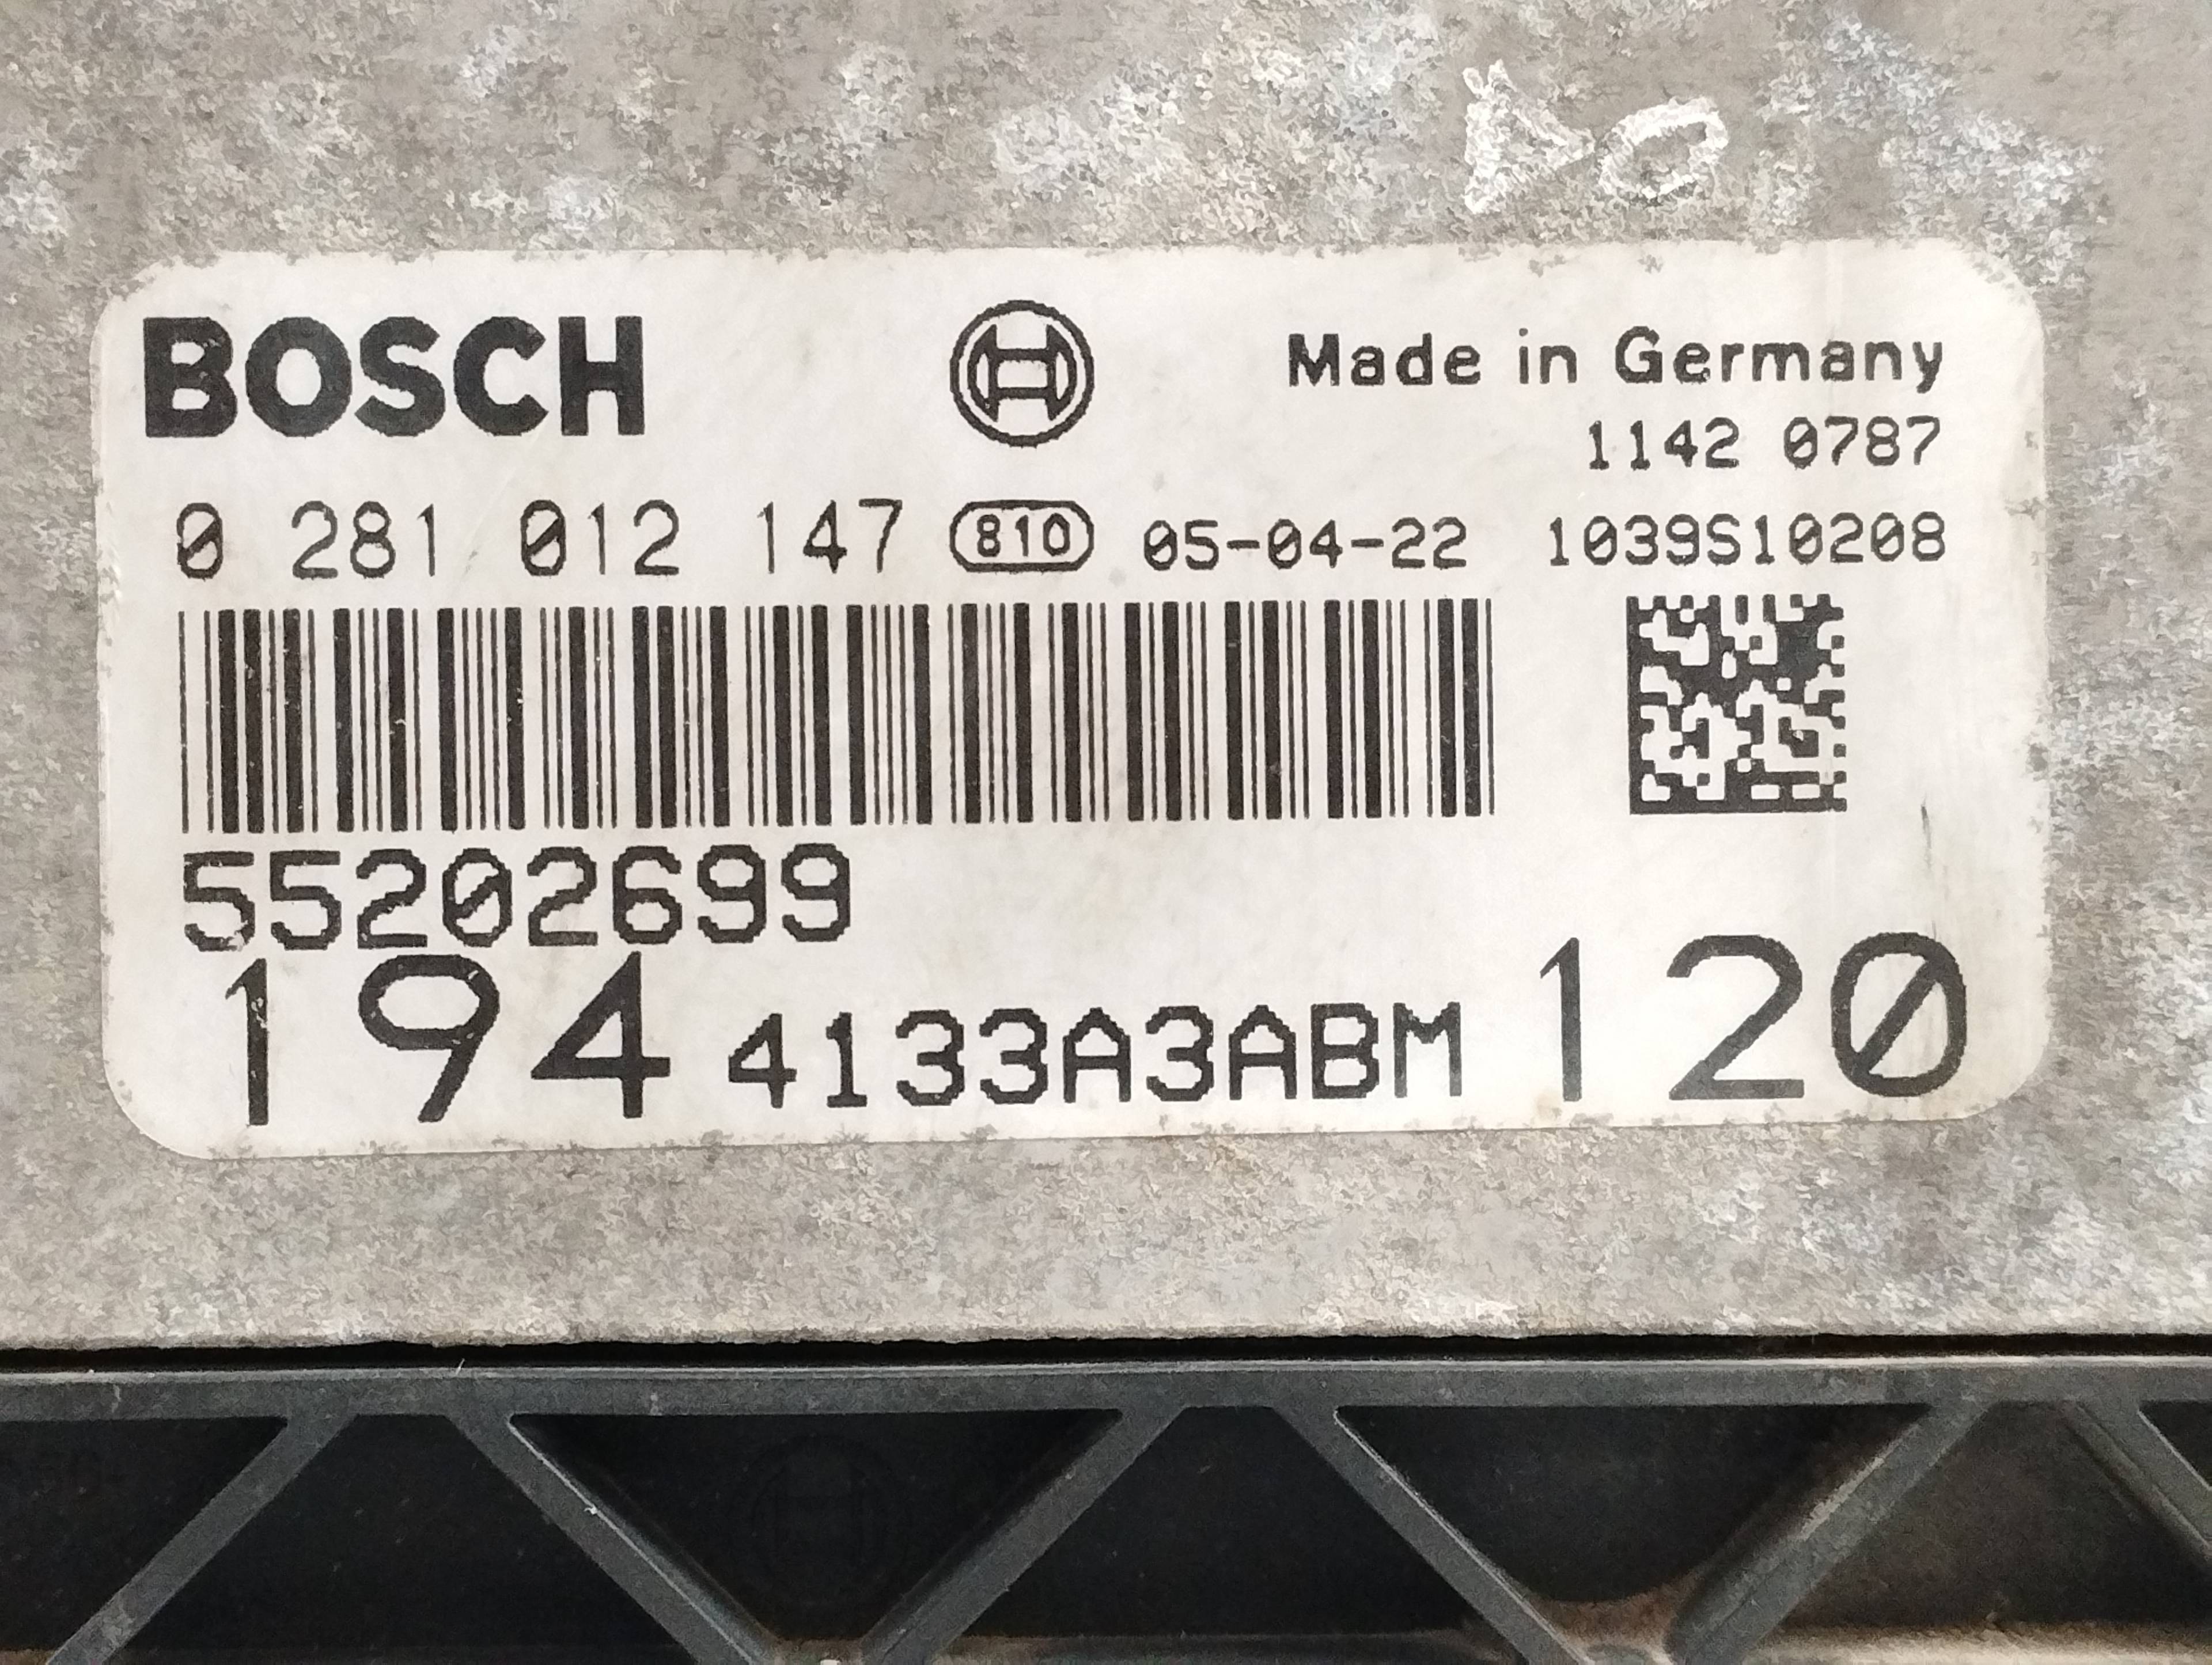 BOSCH Made in Germany
1142 0787
0 281 012 147 810 05-04-22 1039S10208
55202699
194 4133A3ABM 120